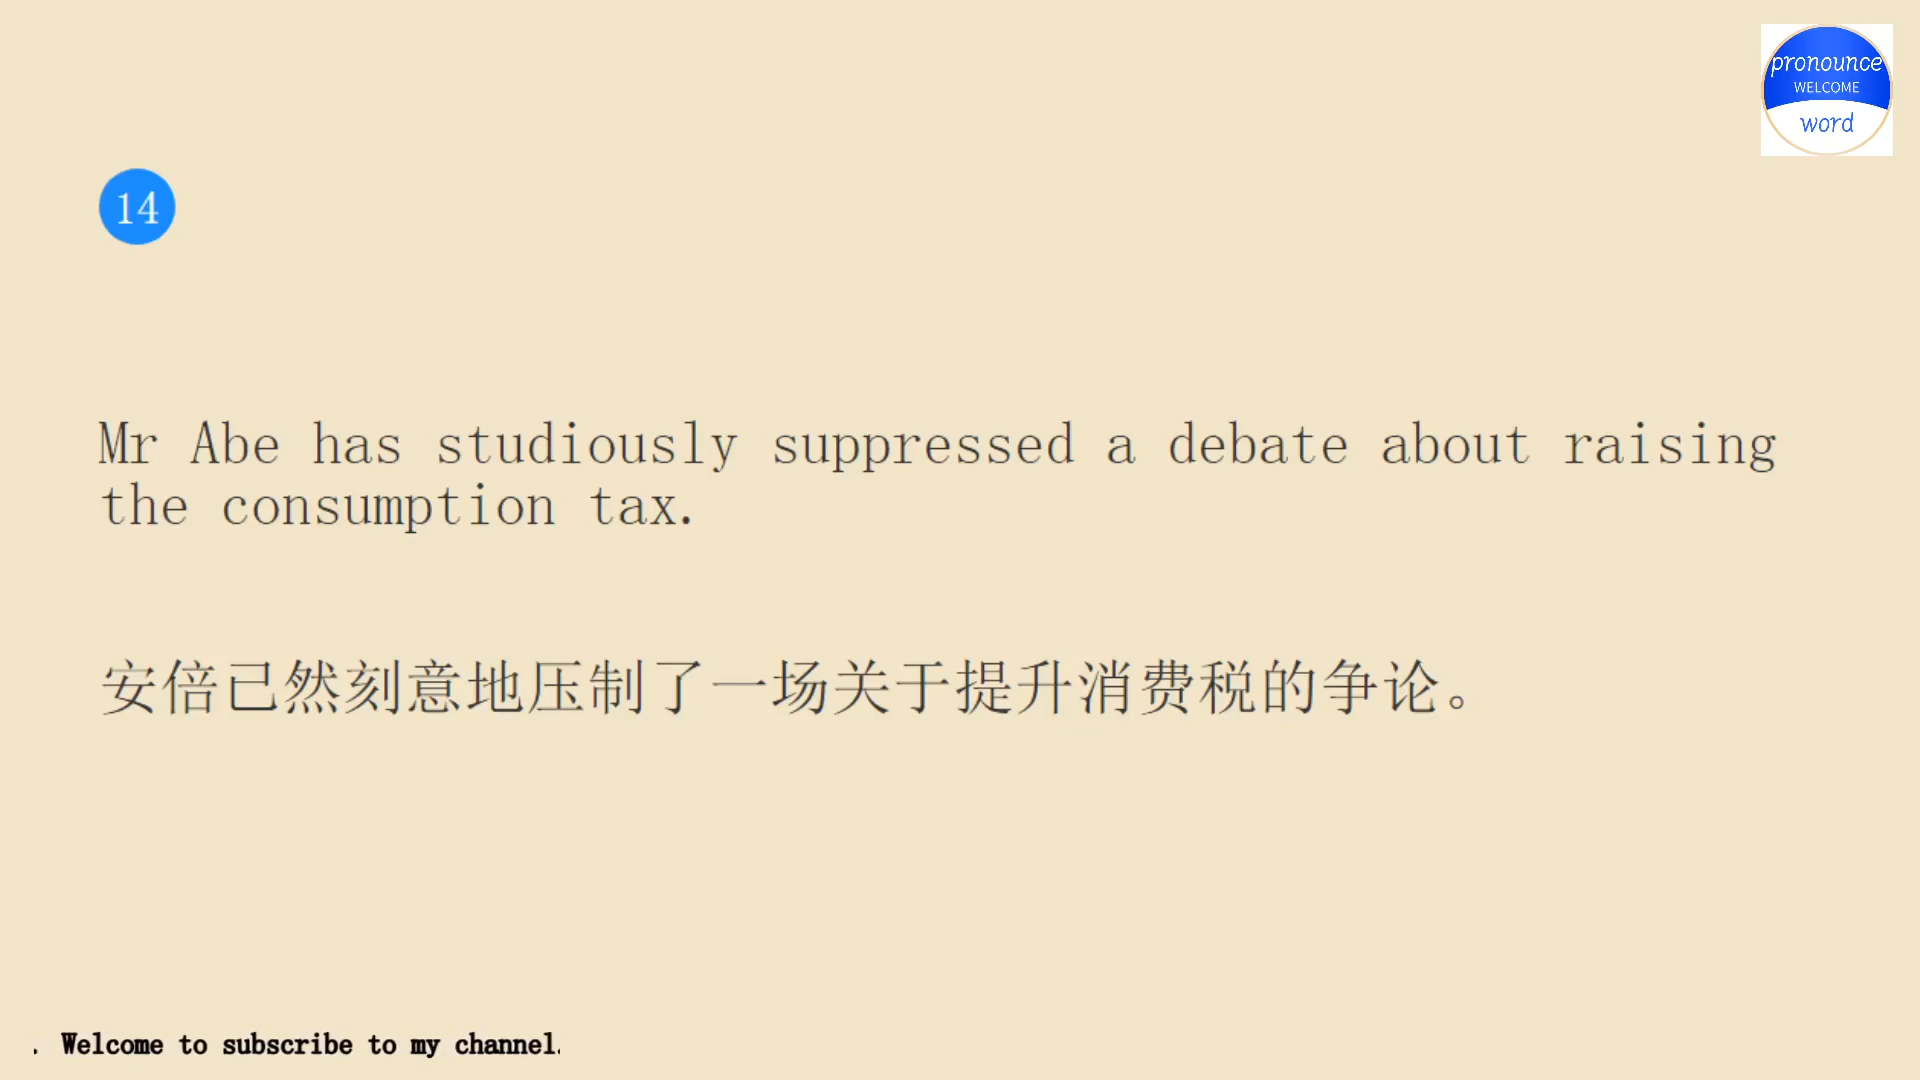 pronounce
WELCOME
word
14
Mr Abe has studiously suppressed a debate about raising
the consumption tax.
安倍已然刻意地压制了一场关于提升消费税的争论。
. Welcome to subscribe to my channel.